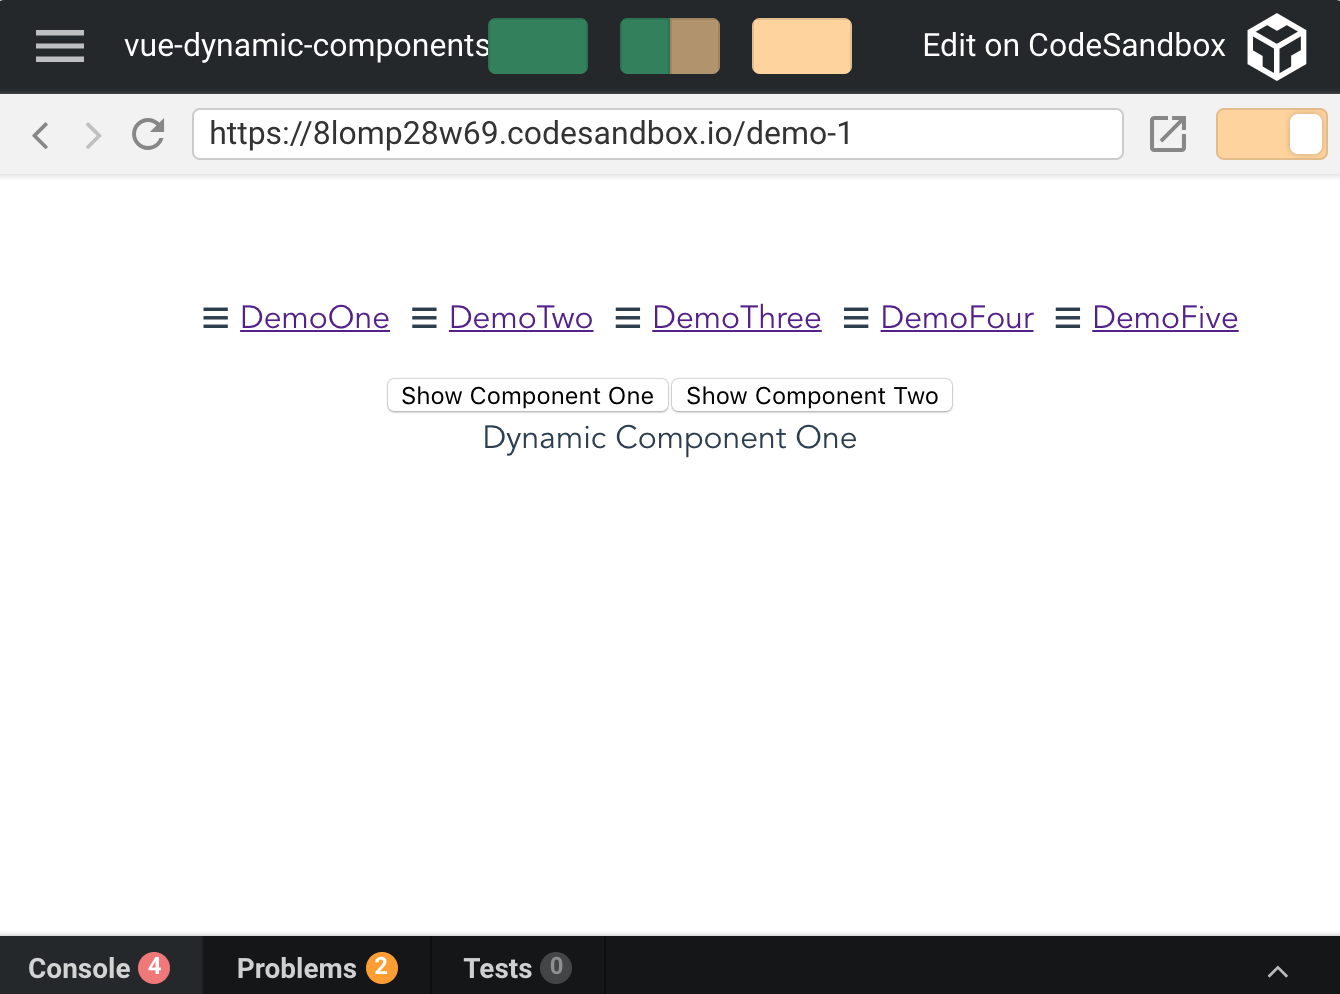 vue-dynamic-components Edit on CodeSandbox
https://8lomp28w69.codesandbox.io/demo-1
DemoOne DemoTwo DemoThree DemoFour DemoFive
Show Component One Show Component Two
Dynamic Component One
Console 4 Problems 2 Tests 0